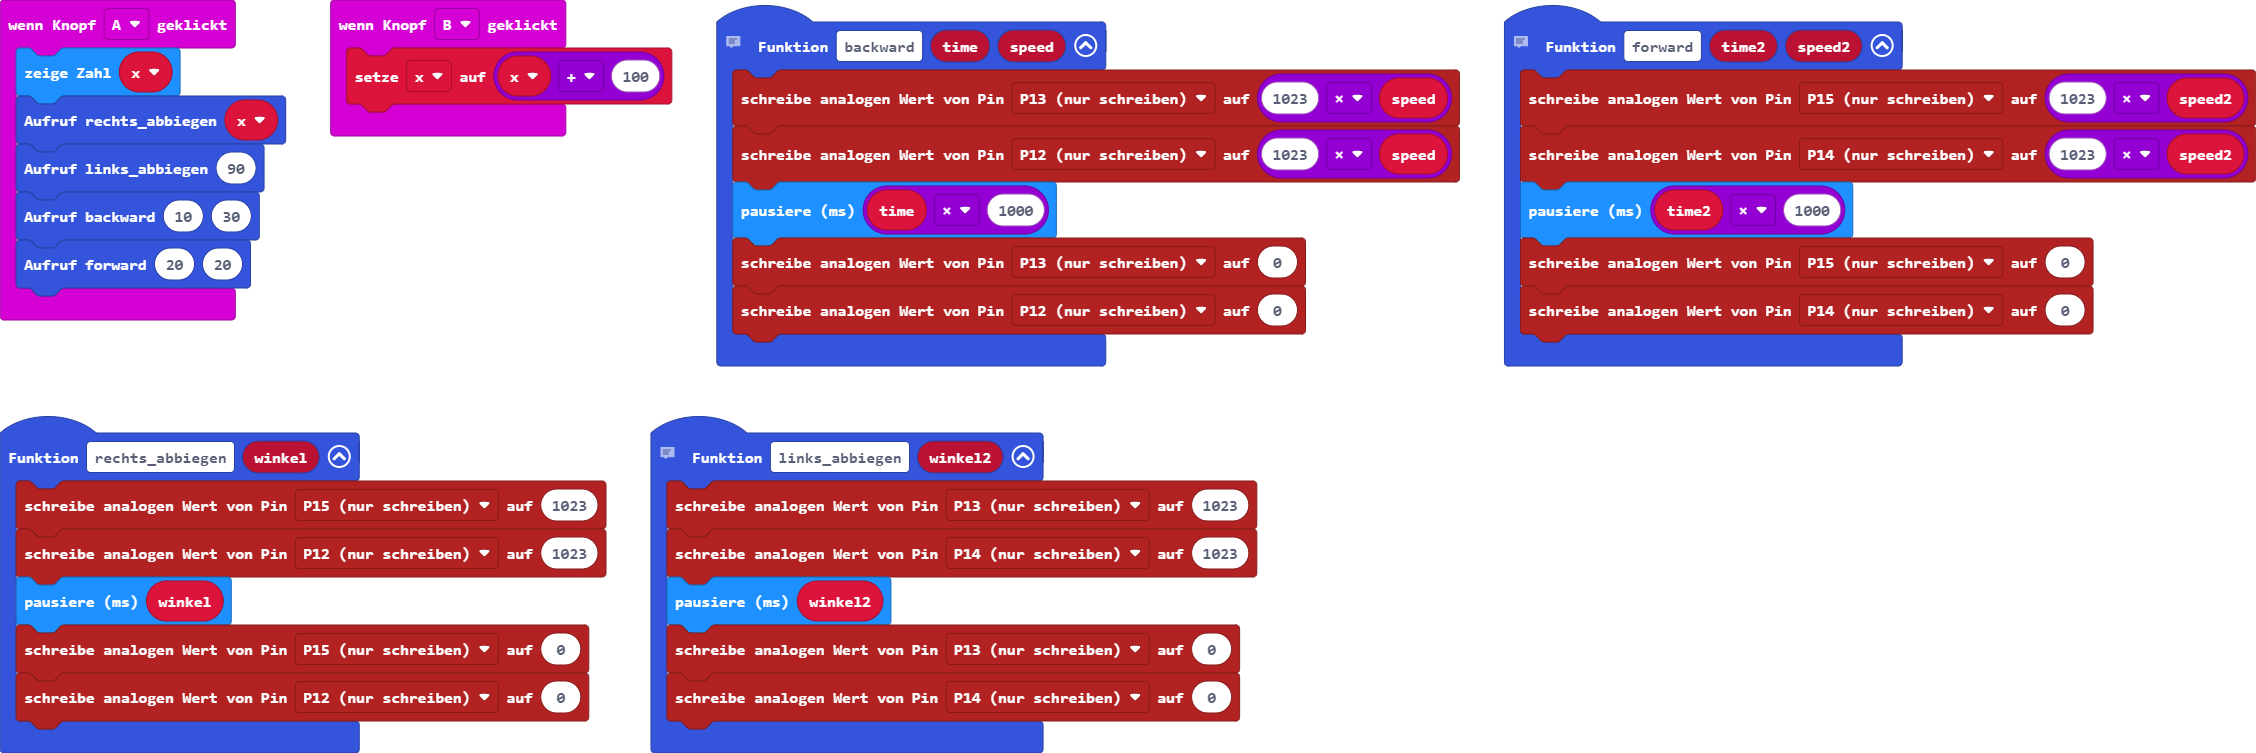 wenn Knopf A geklickt
zeige Zahl x
Aufruf rechts_abbiegen x
Aufruf links_abbiegen 90
Aufruf backward 10 30
Aufruf forward 20 20
wenn Knopf B geklickt
setze x auf x + 100
Funktion backward time speed
schreibe analogen Wert von Pin P13 (nur schreiben) auf 1023 × speed
schreibe analogen Wert von Pin P12 (nur schreiben) auf 1023 × speed
pausiere (ms) time × 1000
schreibe analogen Wert von Pin P13 (nur schreiben) auf 0
schreibe analogen Wert von Pin P12 (nur schreiben) auf 0
Funktion forward time2 speed2
schreibe analogen Wert von Pin P15 (nur schreiben) auf 1023 × speed2
schreibe analogen Wert von Pin P14 (nur schreiben) auf 1023 × speed2
pausiere (ms) time2 × 1000
schreibe analogen Wert von Pin P15 (nur schreiben) auf 0
schreibe analogen Wert von Pin P14 (nur schreiben) auf 0
Funktion rechts_abbiegen winkel
schreibe analogen Wert von Pin P15 (nur schreiben) auf 1023
schreibe analogen Wert von Pin P12 (nur schreiben) auf 1023
pausiere (ms) winkel
schreibe analogen Wert von Pin P15 (nur schreiben) auf 0
schreibe analogen Wert von Pin P12 (nur schreiben) auf 0
Funktion links_abbiegen winkel2
schreibe analogen Wert von Pin P13 (nur schreiben) auf 1023
schreibe analogen Wert von Pin P14 (nur schreiben) auf 1023
pausiere (ms) winkel2
schreibe analogen Wert von Pin P13 (nur schreiben) auf 0
schreibe analogen Wert von Pin P14 (nur schreiben) auf 0